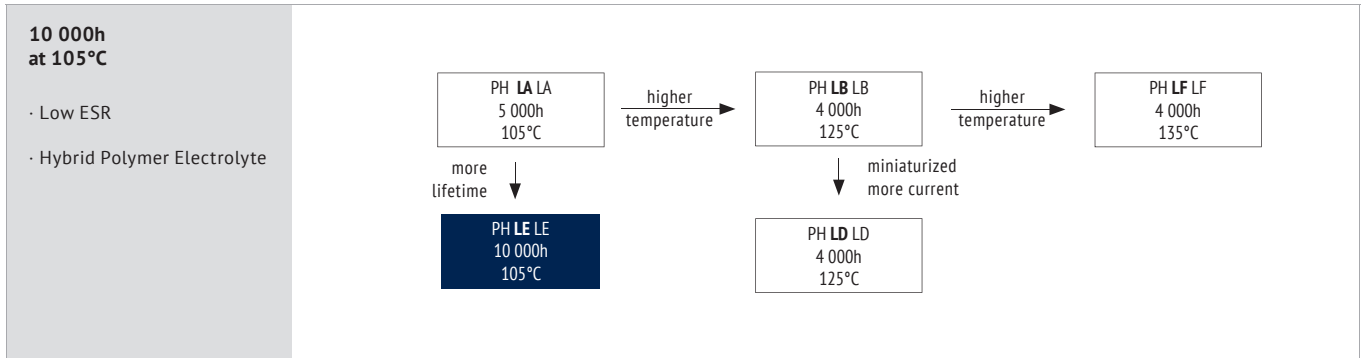 10 000h
at 105°C
· Low ESR
· Hybrid Polymer Electrolyte
PH LA LA
5 000h
105°C
higher
temperature
PH LB LB
4 000h
125°C
higher
temperature
PH LF LF
4 000h
135°C
more
lifetime
miniaturized
more current
PH LE LE
10 000h
105°C
PH LD LD
4 000h
125°C